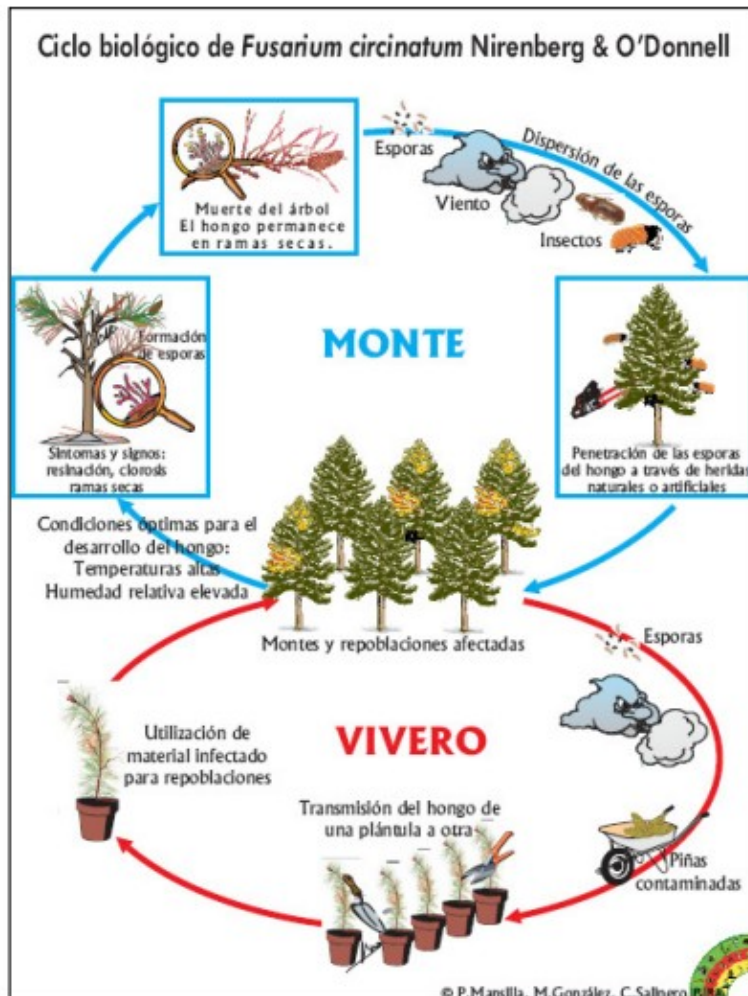 Ciclo biológico de Fusarium circinatum Nirenberg & O'Donnell
Esporas
Dispersión de las esporas
Viento
Insectos
Muerte del árbol
El hongo permanece
en ramas secas.
Formación
de esporas
MONTE
Síntomas y signos:
resinación, clorosis
ramas secas
Penetración de las esporas
del hongo a través de heridas
naturales o artificiales
Condiciones óptimas para el
desarrollo del hongo:
Temperaturas altas
Humedad relativa elevada
Montes y repoblaciones afectadas
Esporas
VIVERO
Utilización de
material infectado
para repoblaciones
Transmisión del hongo de
una plántula a otra
Piñas
contaminadas
© P.Mansilla, M.González, C.Salinero